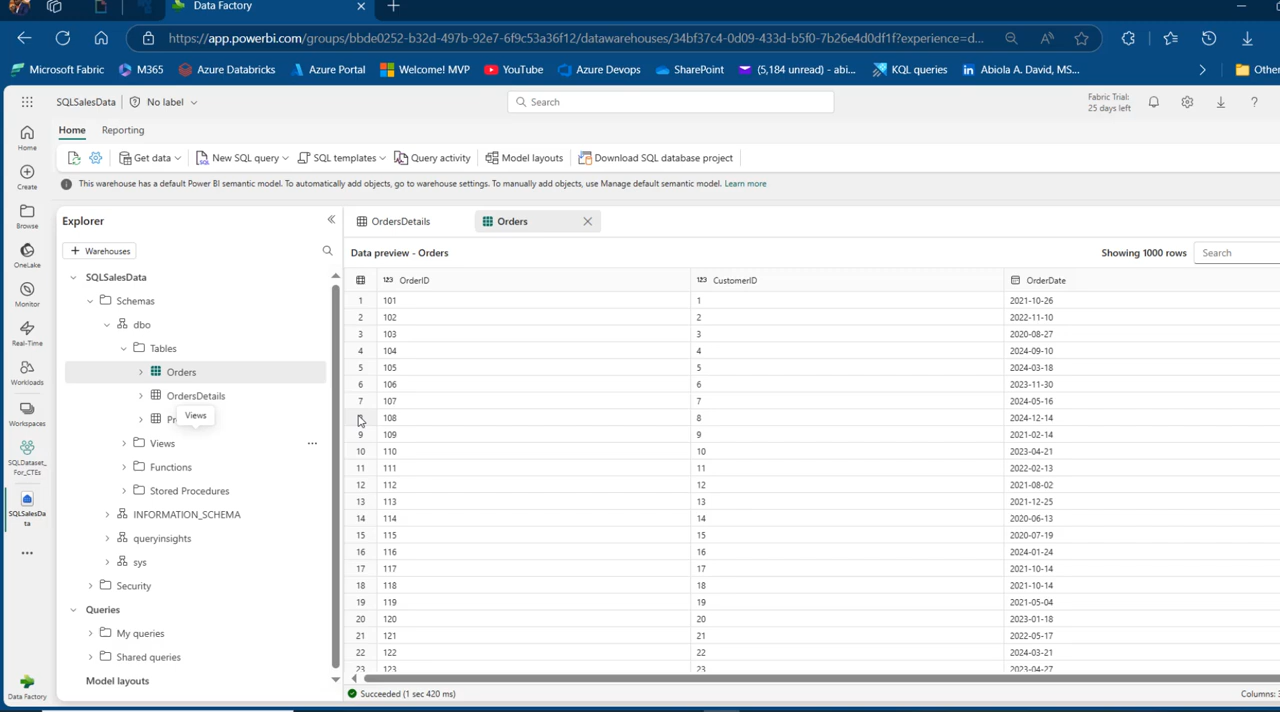 Data Factory
https://app.powerbi.com/groups/bbde0252-b32d-497b-92e7-6f9c53a36f12/datawarehouses/34bf37c4-0d09-433d-b5f0-7b26e4d0df1f?experience=d...
Microsoft Fabric M365 Azure Databricks Azure Portal Welcome! MVP YouTube Azure Devops SharePoint (5,184 unread) - abi... KQL queries Abiola A. David, MS... Other
SQLSalesData No label Search Fabric Trial:
25 days left
Home Reporting
Get data New SQL query SQL templates Query activity Model layouts Download SQL database project
This warehouse has a default Power BI semantic model. To automatically add objects, go to warehouse settings. To manually add objects, use Manage default semantic model. Learn more
Home
Create
Browse
OneLake
Monitor
Real-Time
Workloads
Workspaces
SQLDataset_
For_CTEs
SQLSalesDa
ta
Data Factory
Explorer
Warehouses
SQLSalesData
Schemas
dbo
Tables
Orders
OrdersDetails
Views
Views
Functions
Stored Procedures
INFORMATION_SCHEMA
queryinsights
sys
Security
Queries
My queries
Shared queries
Model layouts
OrdersDetails Orders
Data preview - Orders Showing 1000 rows Search
123 OrderID 123 CustomerID OrderDate
1 101 1 2021-10-26
2 102 2 2022-11-10
3 103 3 2020-08-27
4 104 4 2024-09-10
5 105 5 2024-03-18
6 106 6 2023-11-30
7 107 7 2024-05-16
108 8 2024-12-14
9 109 9 2021-02-14
10 110 10 2023-04-21
11 111 11 2022-02-13
12 112 12 2021-08-02
13 113 13 2021-12-25
14 114 14 2020-06-13
15 115 15 2020-07-19
16 116 16 2024-01-24
17 117 17 2021-10-14
18 118 18 2021-10-14
19 119 19 2021-05-04
20 120 20 2023-01-18
21 121 21 2022-05-17
22 122 22 2024-03-21
23 123 23 2023-04-27
Succeeded (1 sec 420 ms) Columns: 3